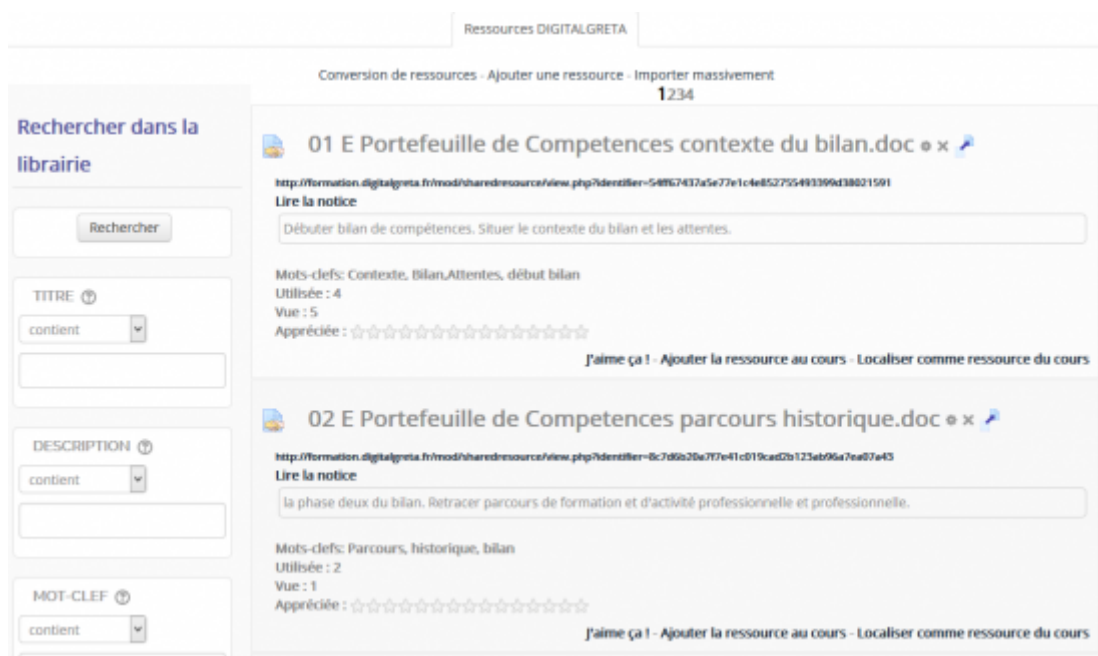 Ressources DIGITALGRETA
Conversion de ressources - Ajouter une ressource - Importer massivement
1234
Rechercher dans la
librairie
Rechercher
TITRE
contient
DESCRIPTION
contient
MOT-CLEF
contient
01 E Portefeuille de Competences contexte du bilan.doc
Lire la notice
Débuter bilan de compétences. Situer le contexte du bilan et les attentes.
Mots-clefs: Contexte, Bilan,Attentes, début bilan
Utilisée : 4
Vue : 5
Appréciée :
J'aime ça ! - Ajouter la ressource au cours - Localiser comme ressource du cours
02 E Portefeuille de Competences parcours historique.doc
Lire la notice
la phase deux du bilan. Retracer parcours de formation et d'activité professionnelle et professionnelle.
Mots-clefs: Parcours, historique, bilan
Utilisée : 2
Vue : 1
Appréciée :
J'aime ça ! - Ajouter la ressource au cours - Localiser comme ressource du cours